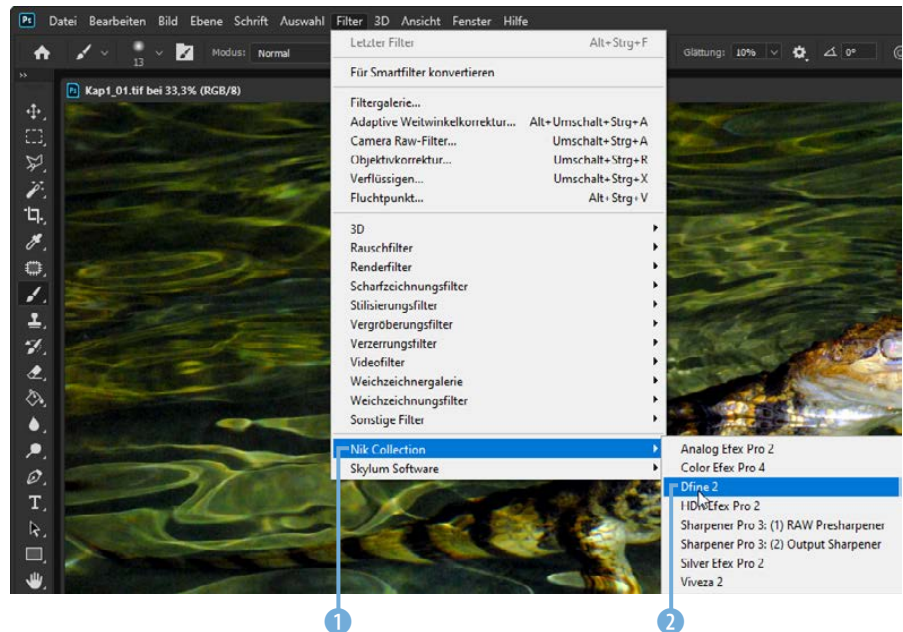 Ps Datei Bearbeiten Bild Ebene Schrift Auswahl Filter 3D Ansicht Fenster Hilfe
13 Modus: Normal Glättung: 10% 0°
Ps Kap1_01.tif bei 33,3% (RGB/8)
Letzter Filter Alt+Strg+F
Für Smartfilter konvertieren
Filtergalerie...
Adaptive Weitwinkelkorrektur... Alt+Umschalt+Strg+A
Camera Raw-Filter... Umschalt+Strg+A
Objektivkorrektur... Umschalt+Strg+R
Verflüssigen... Umschalt+Strg+X
Fluchtpunkt... Alt+Strg+V
3D
Rauschfilter
Renderfilter
Scharfzeichnungsfilter
Stilisierungsfilter
Vergröberungsfilter
Verzerrungsfilter
Videofilter
Weichzeichnergalerie
Weichzeichnungsfilter
Sonstige Filter
Nik Collection
Skylum Software
Analog Efex Pro 2
Color Efex Pro 4
Dfine 2
HDR Efex Pro 2
Sharpener Pro 3: (1) RAW Presharpener
Sharpener Pro 3: (2) Output Sharpener
Silver Efex Pro 2
Viveza 2
T
1 2